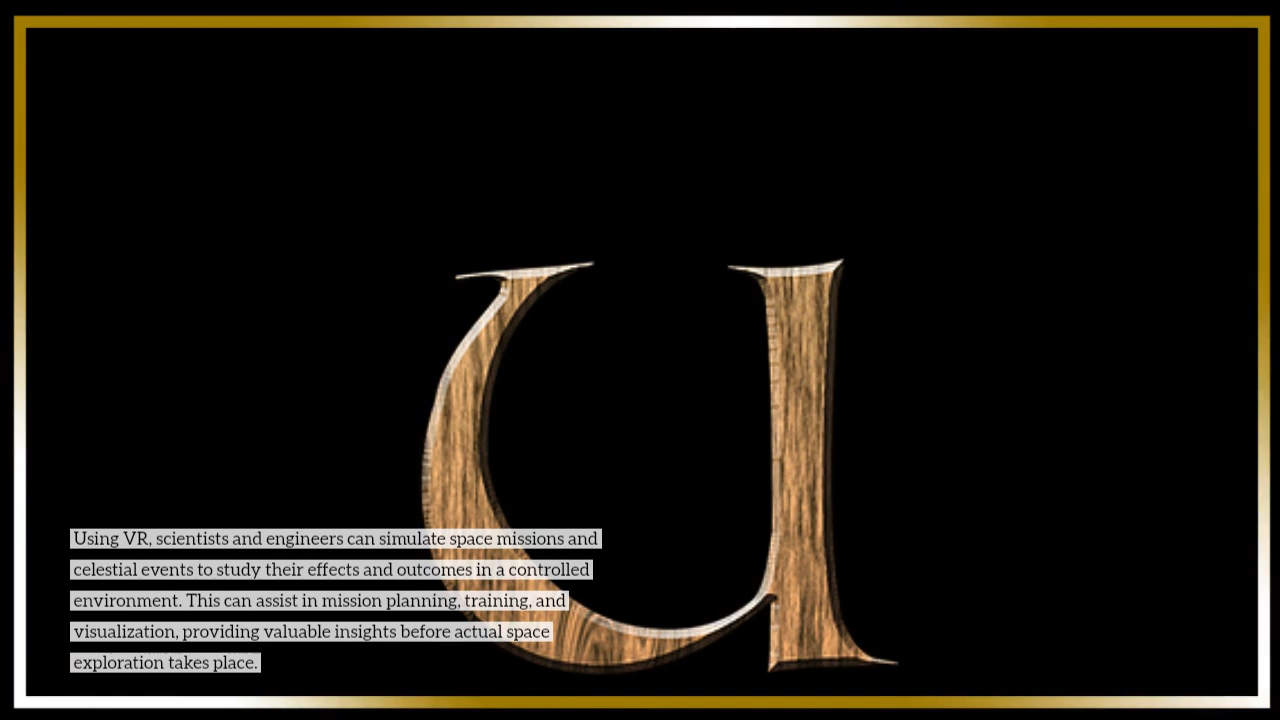 u
Using VR, scientists and engineers can simulate space missions and
celestial events to study their effects and outcomes in a controlled
environment. This can assist in mission planning, training, and
visualization, providing valuable insights before actual space
exploration takes place.